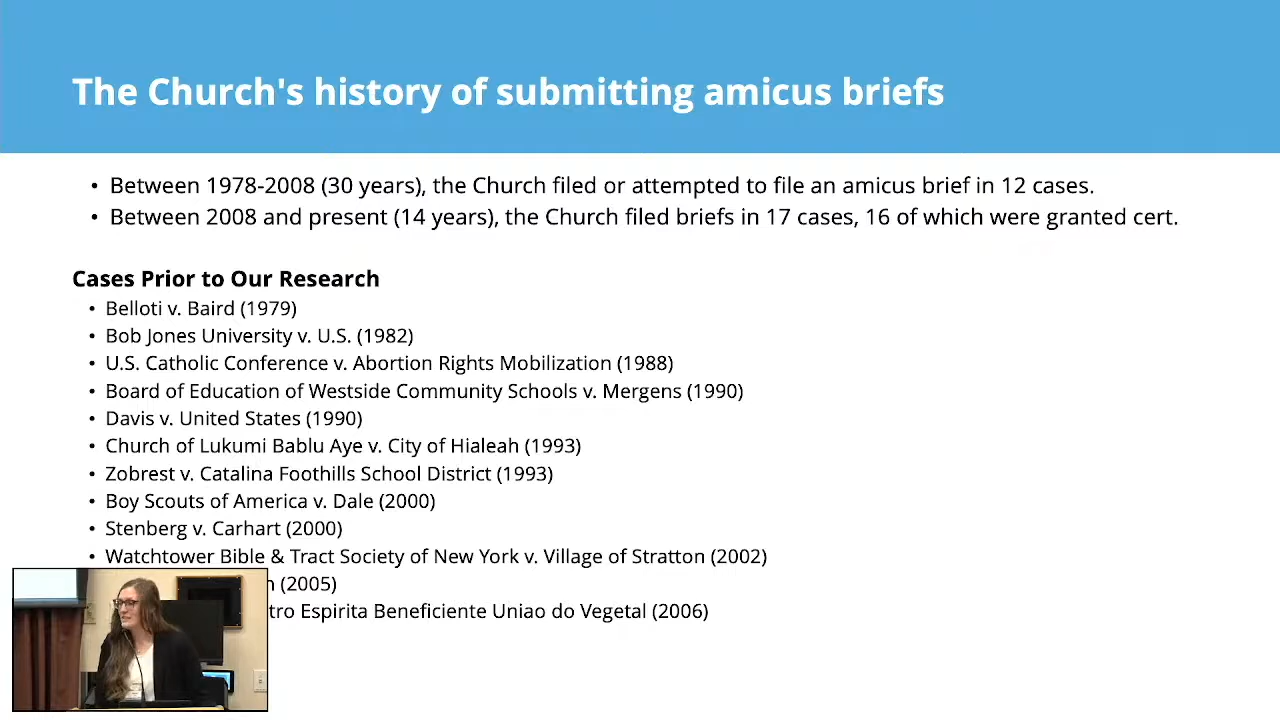 The Church's history of submitting amicus briefs
• Between 1978-2008 (30 years), the Church filed or attempted to file an amicus brief in 12 cases.
• Between 2008 and present (14 years), the Church filed briefs in 17 cases, 16 of which were granted cert.
Cases Prior to Our Research
• Belloti v. Baird (1979)
• Bob Jones University v. U.S. (1982)
• U.S. Catholic Conference v. Abortion Rights Mobilization (1988)
• Board of Education of Westside Community Schools v. Mergens (1990)
• Davis v. United States (1990)
• Church of Lukumi Bablu Aye v. City of Hialeah (1993)
• Zobrest v. Catalina Foothills School District (1993)
• Boy Scouts of America v. Dale (2000)
• Stenberg v. Carhart (2000)
• Watchtower Bible & Tract Society of New York v. Village of Stratton (2002)
(2005)
Espirita Beneficiente Uniao do Vegetal (2006)